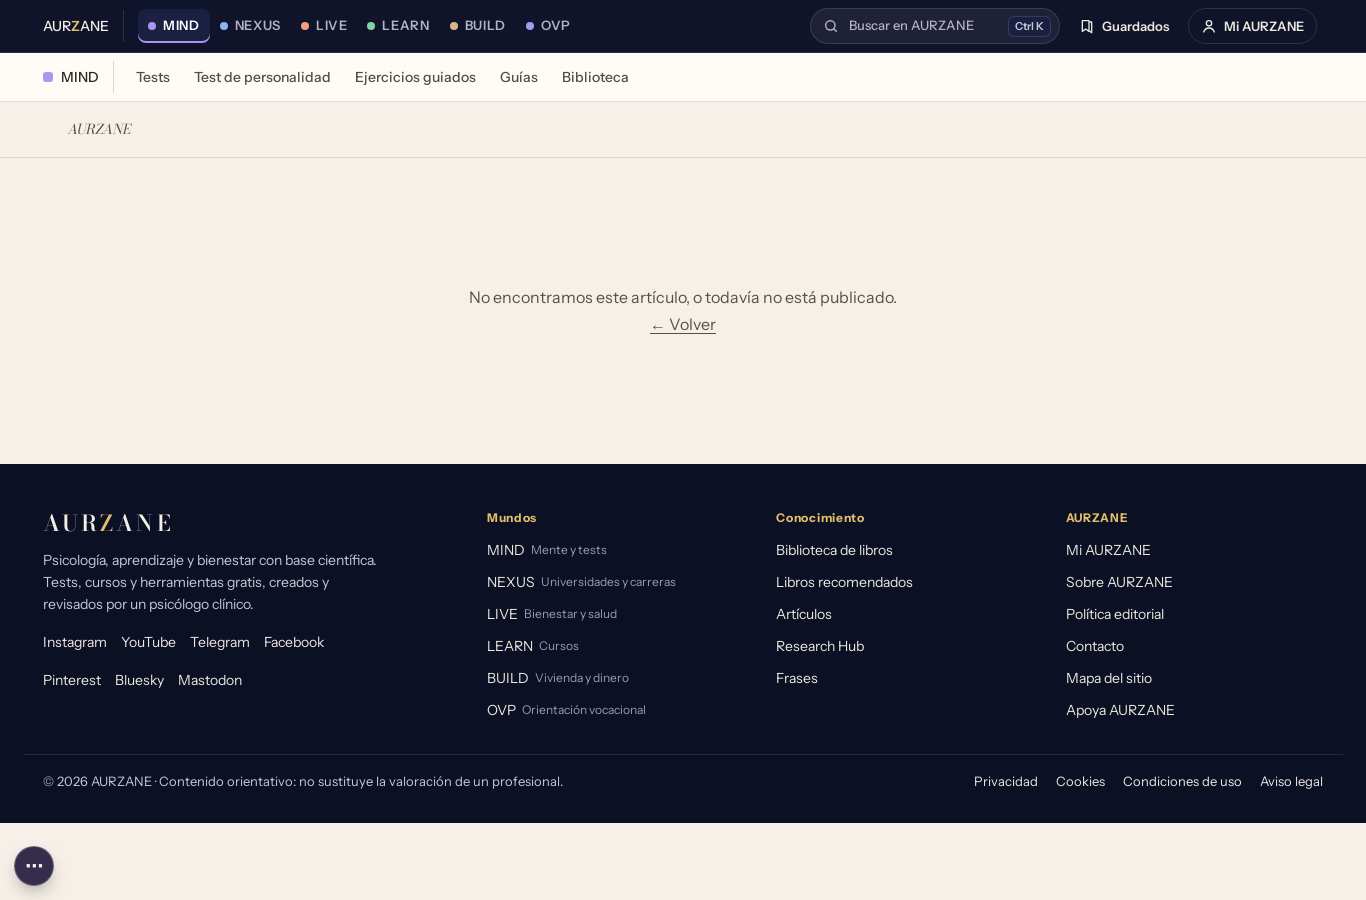 AURZANE
MIND
NEXUS
LIVE
LEARN
BUILD
OVP
Buscar en AURZANE
Ctrl K
Guardados
Mi AURZANE
MIND
Tests
Test de personalidad
Ejercicios guiados
Guías
Biblioteca
AURZANE
No encontramos este artículo, o todavía no está publicado.
← Volver
AURZANE
Psicología, aprendizaje y bienestar con base científica.
Tests, cursos y herramientas gratis, creados y
revisados por un psicólogo clínico.
Instagram YouTube Telegram Facebook
Pinterest Bluesky Mastodon
Mundos
MIND Mente y tests
NEXUS Universidades y carreras
LIVE Bienestar y salud
LEARN Cursos
BUILD Vivienda y dinero
OVP Orientación vocacional
Conocimiento
Biblioteca de libros
Libros recomendados
Artículos
Research Hub
Frases
AURZANE
Mi AURZANE
Sobre AURZANE
Política editorial
Contacto
Mapa del sitio
Apoya AURZANE
© 2026 AURZANE · Contenido orientativo: no sustituye la valoración de un profesional.
Privacidad Cookies Condiciones de uso Aviso legal